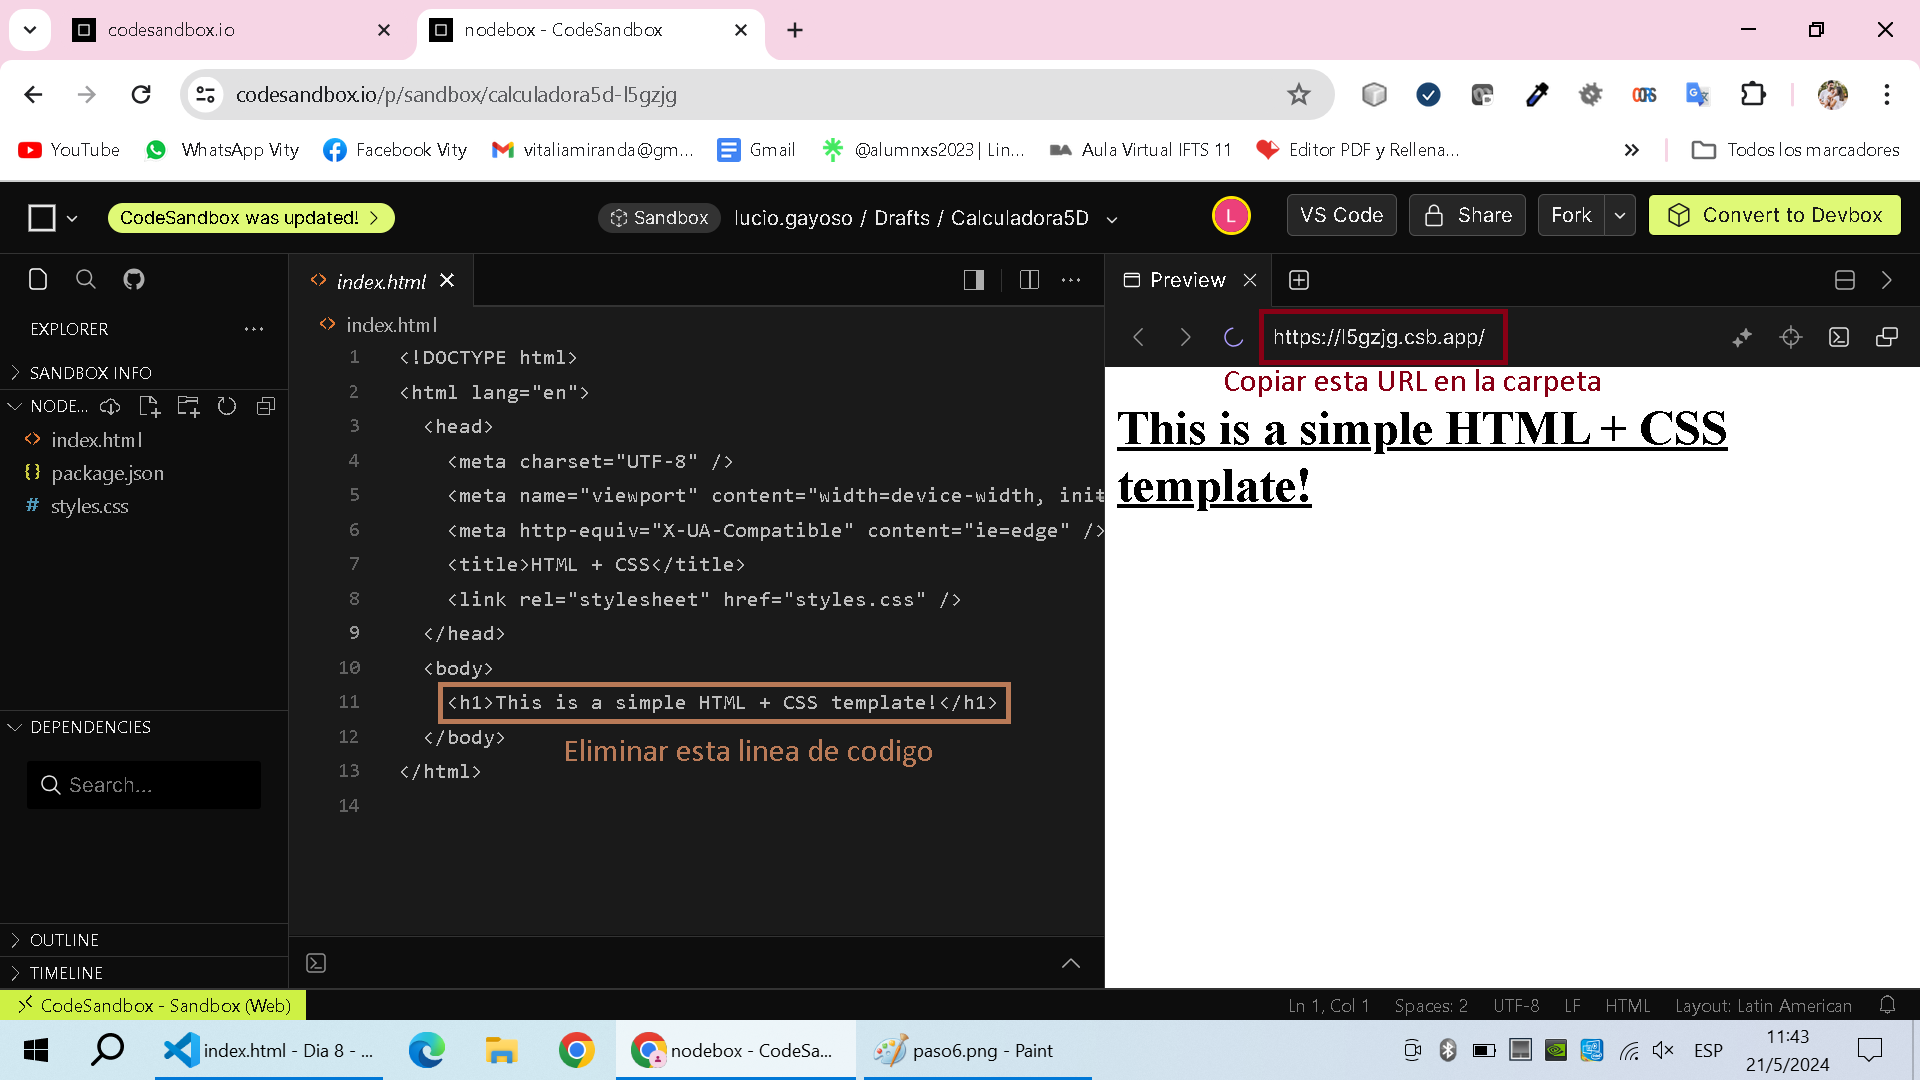 codesandbox.io
nodebox - CodeSandbox
codesandbox.io/p/sandbox/calculadora5d-l5gzjg
YouTube
WhatsApp Vity
Facebook Vity
vitaliamiranda@gm...
Gmail
@alumnxs2023 | Lin...
BA
Aula Virtual IFTS 11
Editor PDF y Rellena...
Todos los marcadores
CodeSandbox was updated!
Sandbox
lucio.gayoso / Drafts / Calculadora5D
L
VS Code
Share
Fork
Convert to Devbox
EXPLORER
SANDBOX INFO
NODE...
index.html
package.json
styles.css
DEPENDENCIES
Search...
OUTLINE
TIMELINE
index.html
index.html
1 <!DOCTYPE html>
2 <html lang="en">
3 <head>
4 <meta charset="UTF-8" />
5 <meta name="viewport" content="width=device-width, init
6 <meta http-equiv="X-UA-Compatible" content="ie=edge" />
7 <title>HTML + CSS</title>
8 <link rel="stylesheet" href="styles.css" />
9 </head>
10 <body>
11 <h1>This is a simple HTML + CSS template!</h1>
12 </body>
Eliminar esta linea de codigo
13 </html>
14
Preview
https://l5gzjg.csb.app/
Copiar esta URL en la carpeta
This is a simple HTML + CSS
template!
CodeSandbox - Sandbox (Web)
Ln 1, Col 1
Spaces: 2
UTF-8
LF
HTML
Layout: Latin American
index.html - Dia 8 - ...
nodebox - CodeSa...
paso6.png - Paint
ESP
11:43
21/5/2024